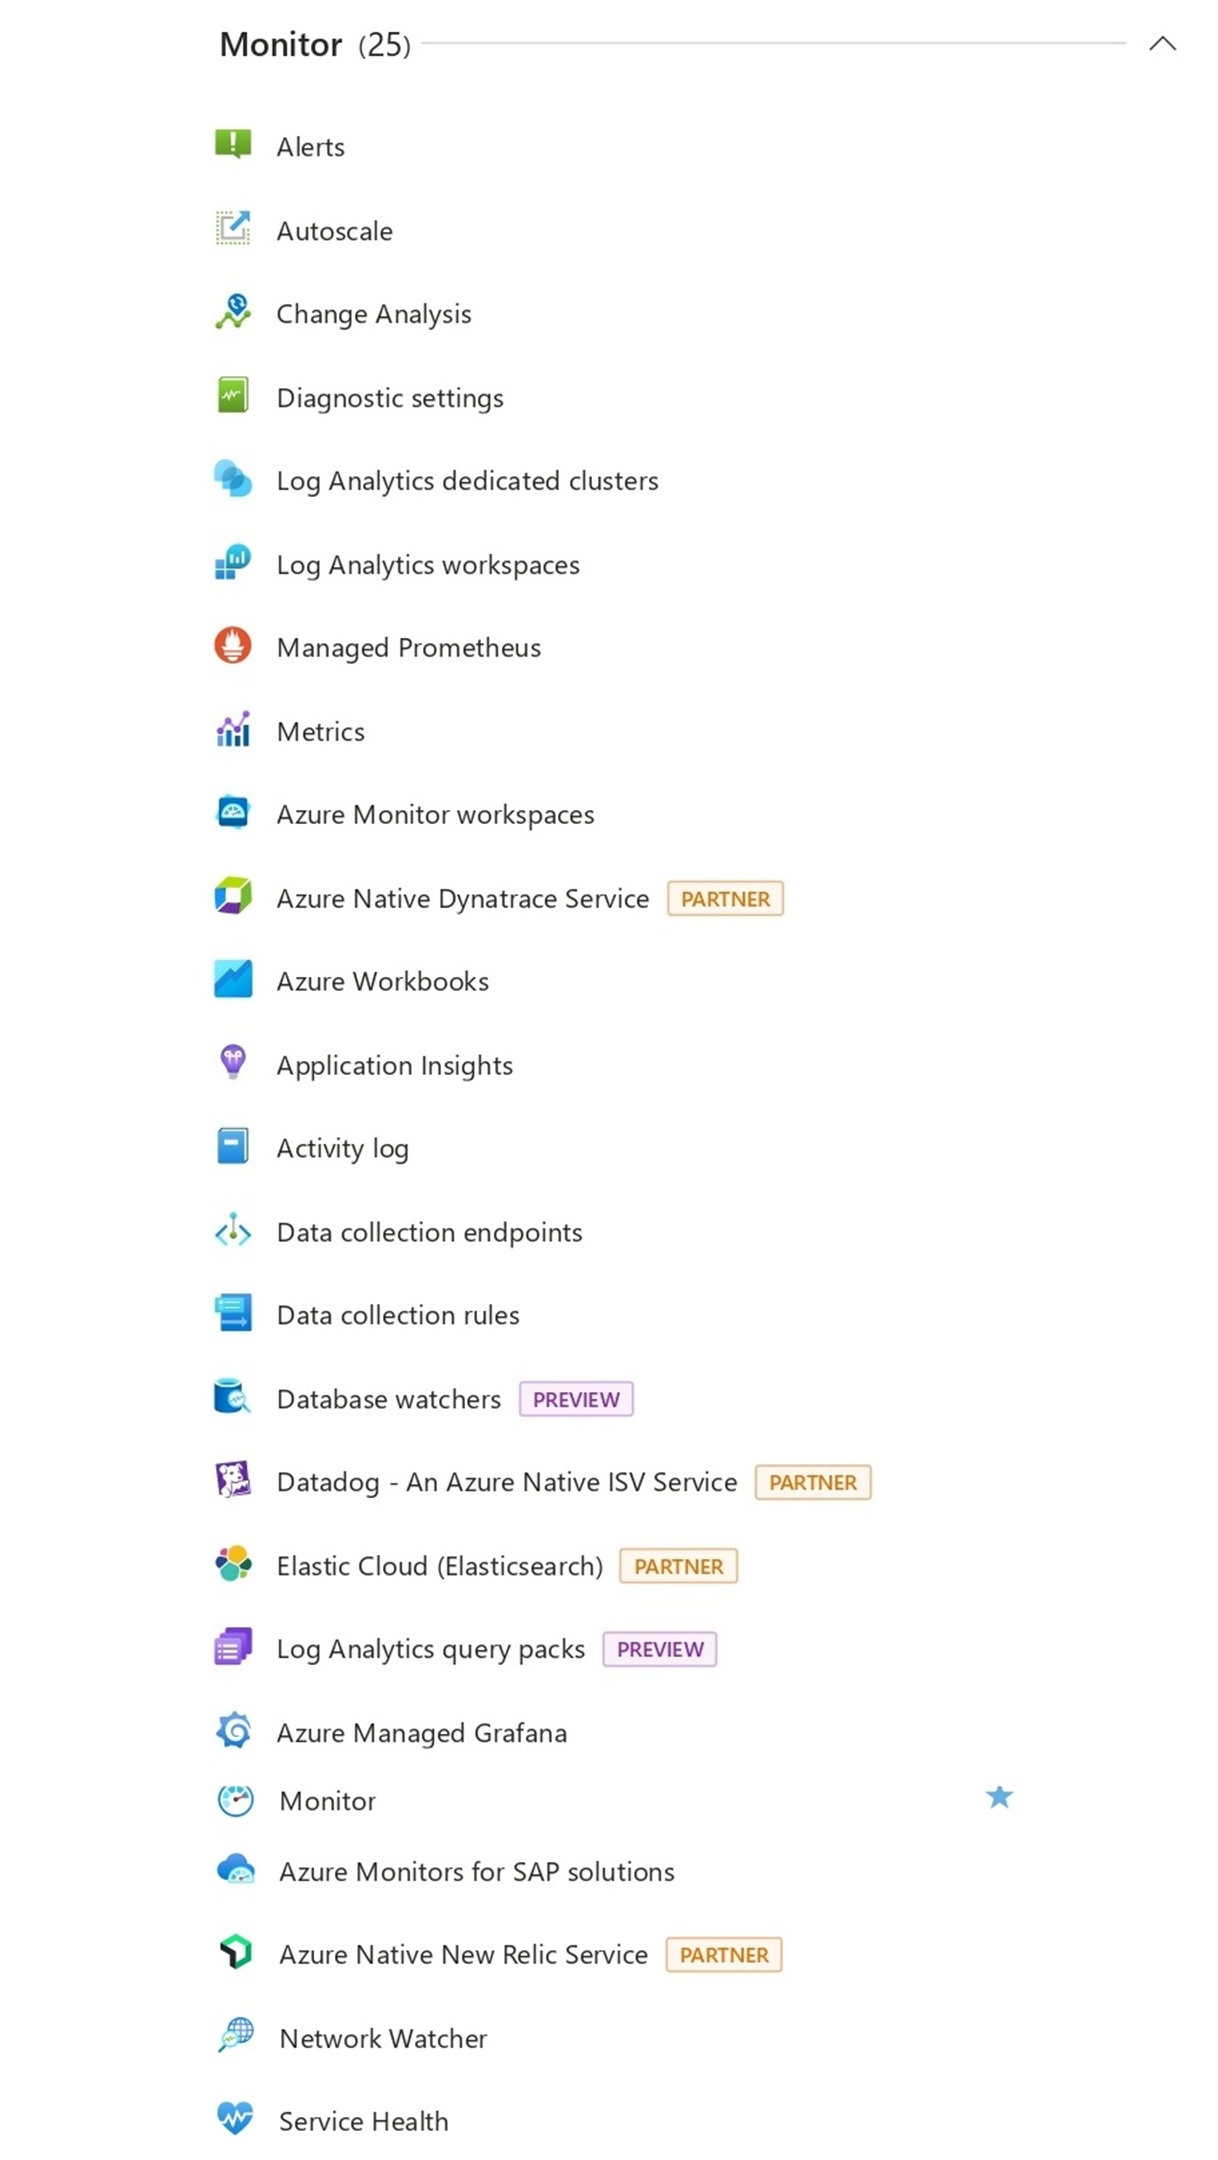 Monitor (25)
Alerts
Autoscale
Change Analysis
Diagnostic settings
Log Analytics dedicated clusters
Log Analytics workspaces
Managed Prometheus
Metrics
Azure Monitor workspaces
Azure Native Dynatrace Service PARTNER
Azure Workbooks
Application Insights
Activity log
Data collection endpoints
Data collection rules
Database watchers PREVIEW
Datadog - An Azure Native ISV Service PARTNER
Elastic Cloud (Elasticsearch) PARTNER
Log Analytics query packs PREVIEW
Azure Managed Grafana
Monitor
Azure Monitors for SAP solutions
Azure Native New Relic Service PARTNER
Network Watcher
Service Health